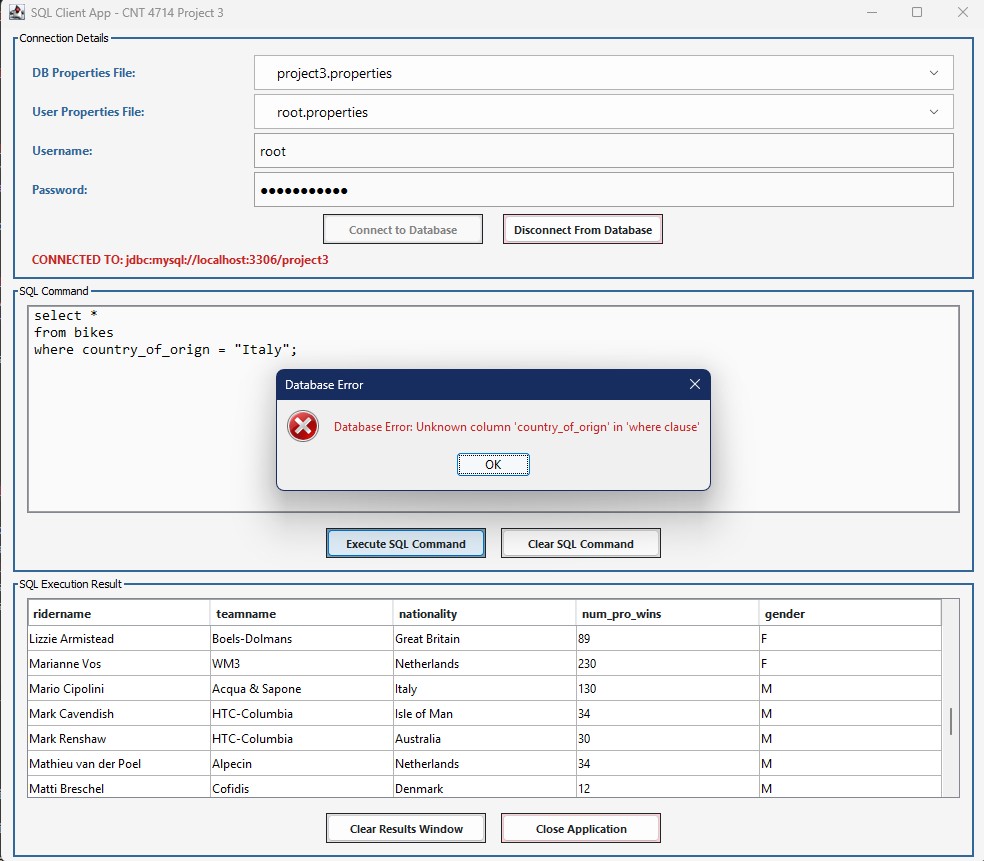 SQL Client App - CNT 4714 Project 3
Connection Details
DB Properties File:
project3.properties
User Properties File:
root.properties
Username:
root
Password:
●●●●●●●●●●●
Connect to Database
Disconnect From Database
CONNECTED TO: jdbc:mysql://localhost:3306/project3
SQL Command
select *
from bikes
where country_of_orign = "Italy";
Database Error
Database Error: Unknown column 'country_of_orign' in 'where clause'
OK
Execute SQL Command
Clear SQL Command
SQL Execution Result
ridername teamname nationality num_pro_wins gender
Lizzie Armistead Boels-Dolmans Great Britain 89 F
Marianne Vos WM3 Netherlands 230 F
Mario Cipolini Acqua & Sapone Italy 130 M
Mark Cavendish HTC-Columbia Isle of Man 34 M
Mark Renshaw HTC-Columbia Australia 30 M
Mathieu van der Poel Alpecin Netherlands 34 M
Matti Breschel Cofidis Denmark 12 M
Clear Results Window
Close Application